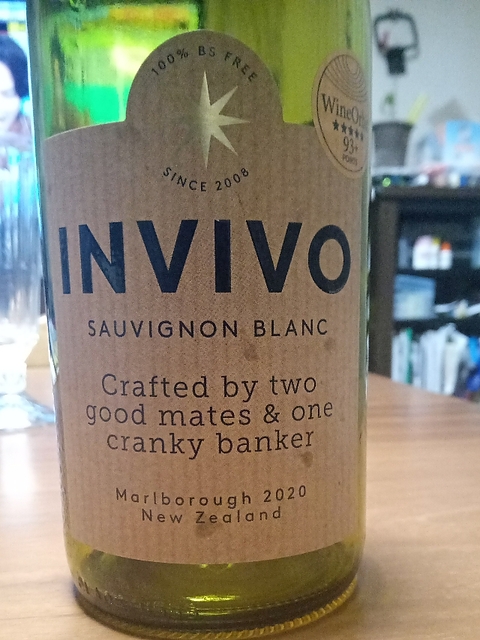 100% BS FREE
SINCE 2008
93+
POINTS
INVIVO
SAUVIGNON BLANC
Crafted by two
good mates & one
cranky banker
Marlborough 2020
New Zealand